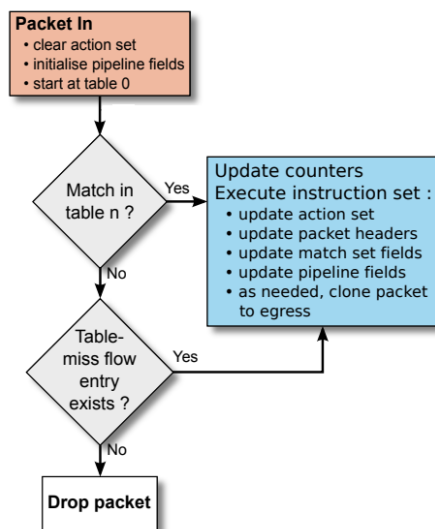 Packet In
• clear action set
• initialise pipeline fields
• start at table 0
Match in
table n ?
Yes
Update counters
Execute instruction set :
• update action set
• update packet headers
• update match set fields
• update pipeline fields
• as needed, clone packet
to egress
No
Table-
miss flow
entry
exists ?
Yes
No
Drop packet